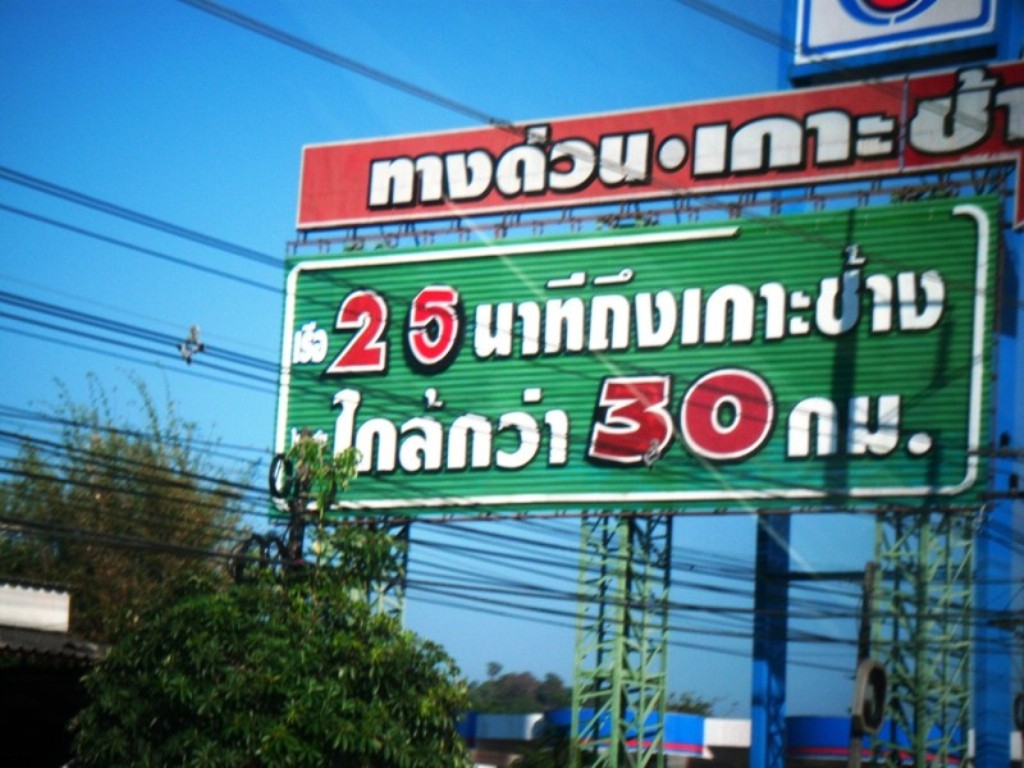 ทางด่วน•เกาะช้า
เรือ 25 นาทีถึงเกาะช้าง
ใกล้กว่า 30 กม.